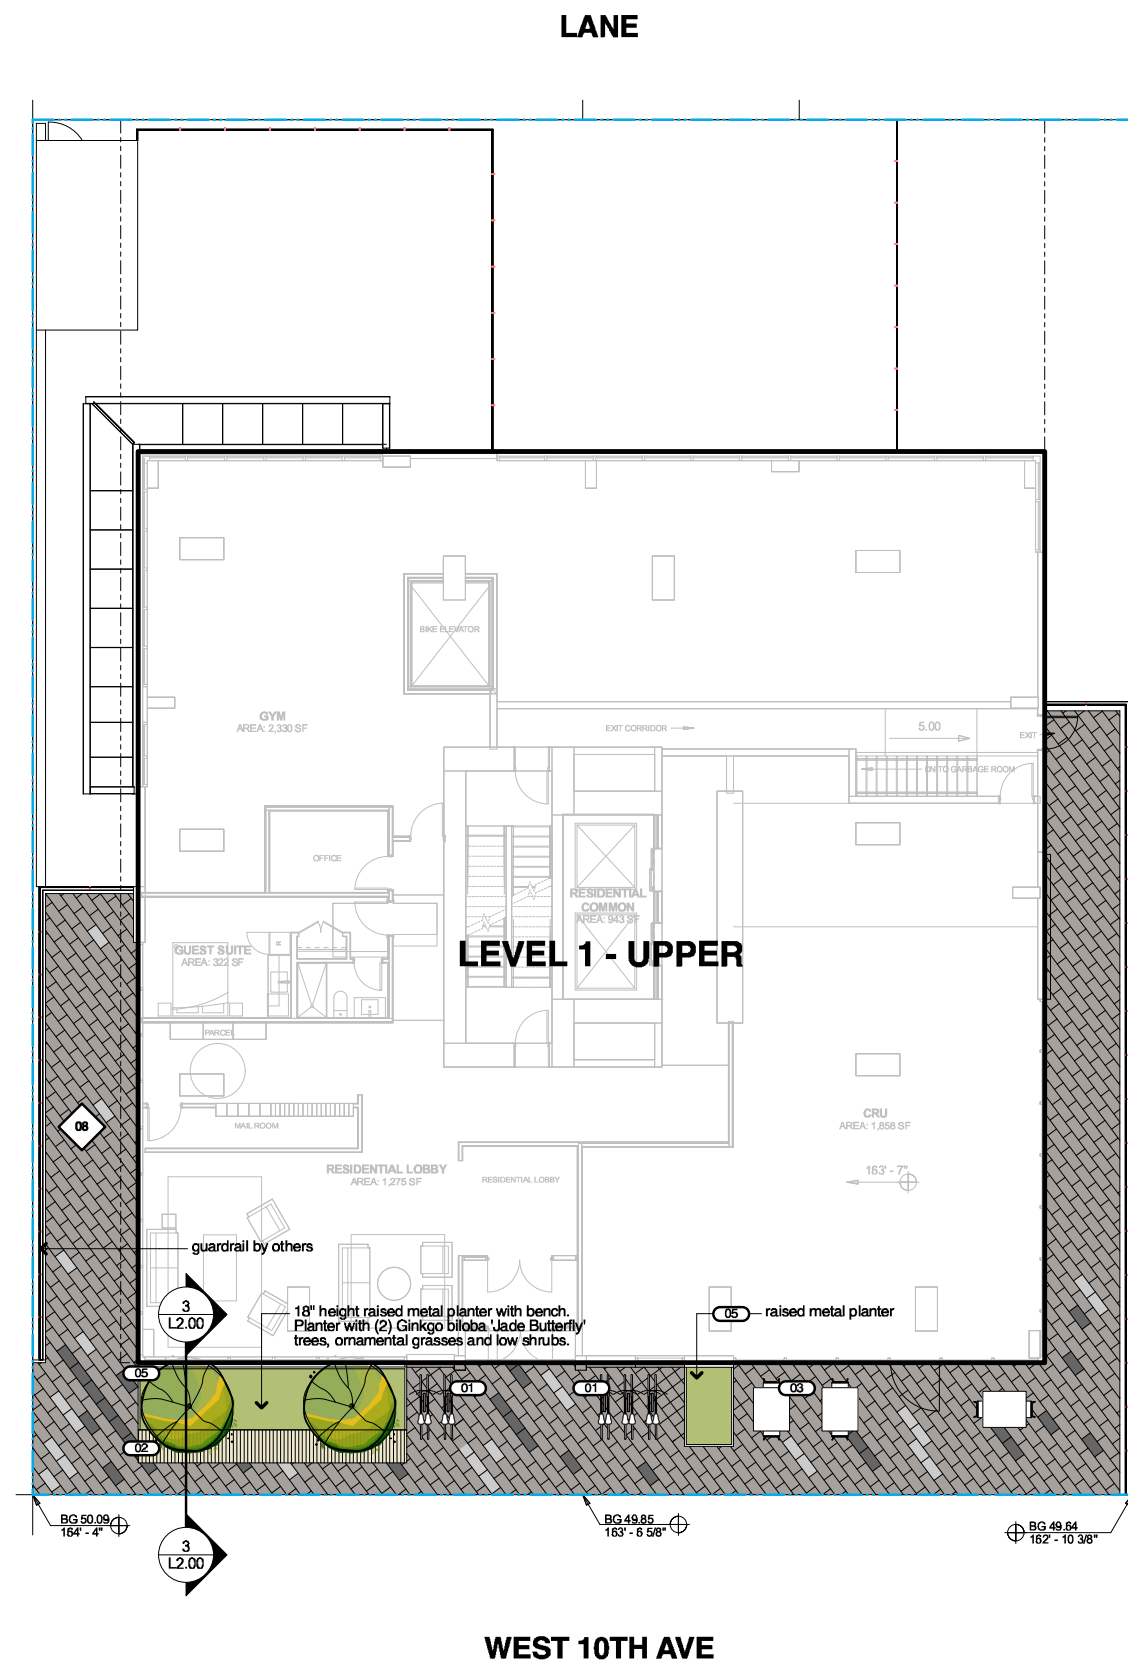 LANE
BIKE ELEVATOR
GYM
AREA: 2,330 SF
EXIT CORRIDOR
5.00
EXIT
DN TO GARBAGE ROOM
OFFICE
RESIDENTIAL
COMMON
AREA: 943 SF
LEVEL 1 - UPPER
GUEST SUITE
AREA: 322 SF
R
PARCEL
08
MAIL ROOM
CRU
AREA: 1,858 SF
RESIDENTIAL LOBBY
AREA: 1,275 SF
RESIDENTIAL LOBBY
163' - 7"
guardrail by others
3
L2.00
18" height raised metal planter with bench.
Planter with (2) Ginkgo biloba 'Jade Butterfly'
trees, ornamental grasses and low shrubs.
05
raised metal planter
05
01
01
03
02
BG 50.09
164' - 4"
BG 49.85
163' - 6 5/8"
BG 49.64
162' - 10 3/8"
3
L2.00
WEST 10TH AVE